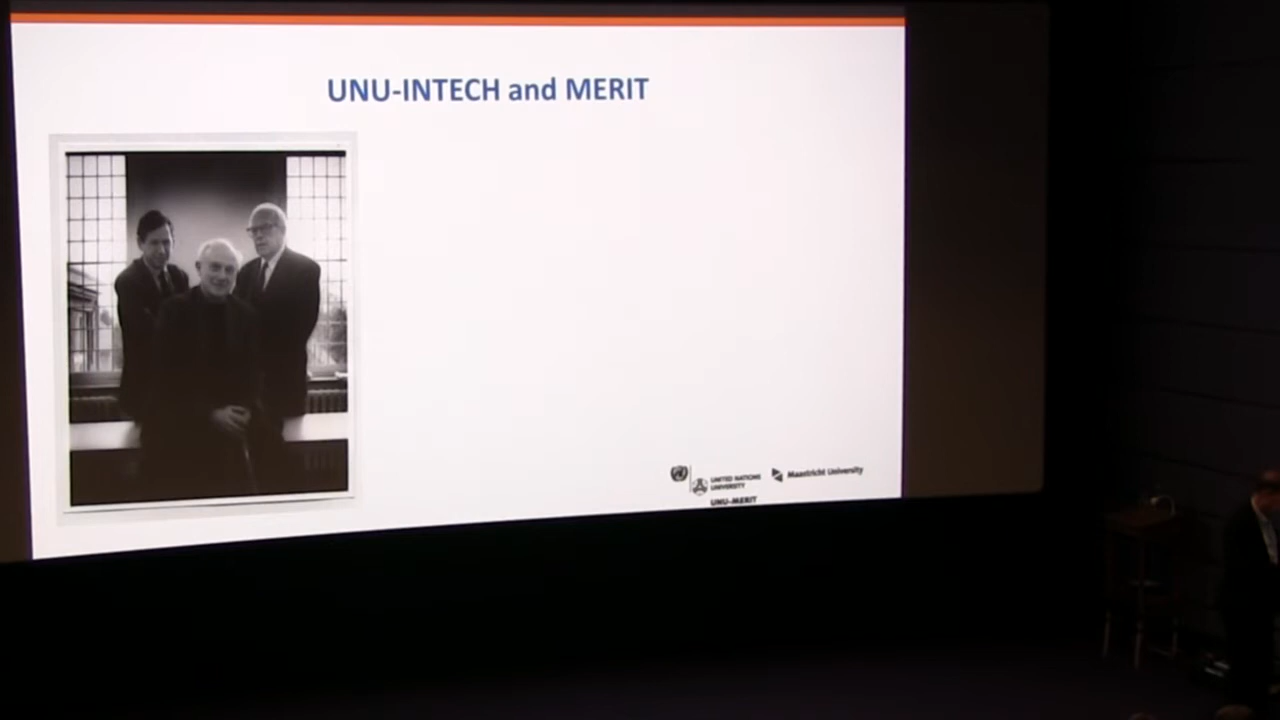 UNU-INTECH and MERIT
UNITED NATIONS
UNIVERSITY
UNU-MERIT
Maastricht University